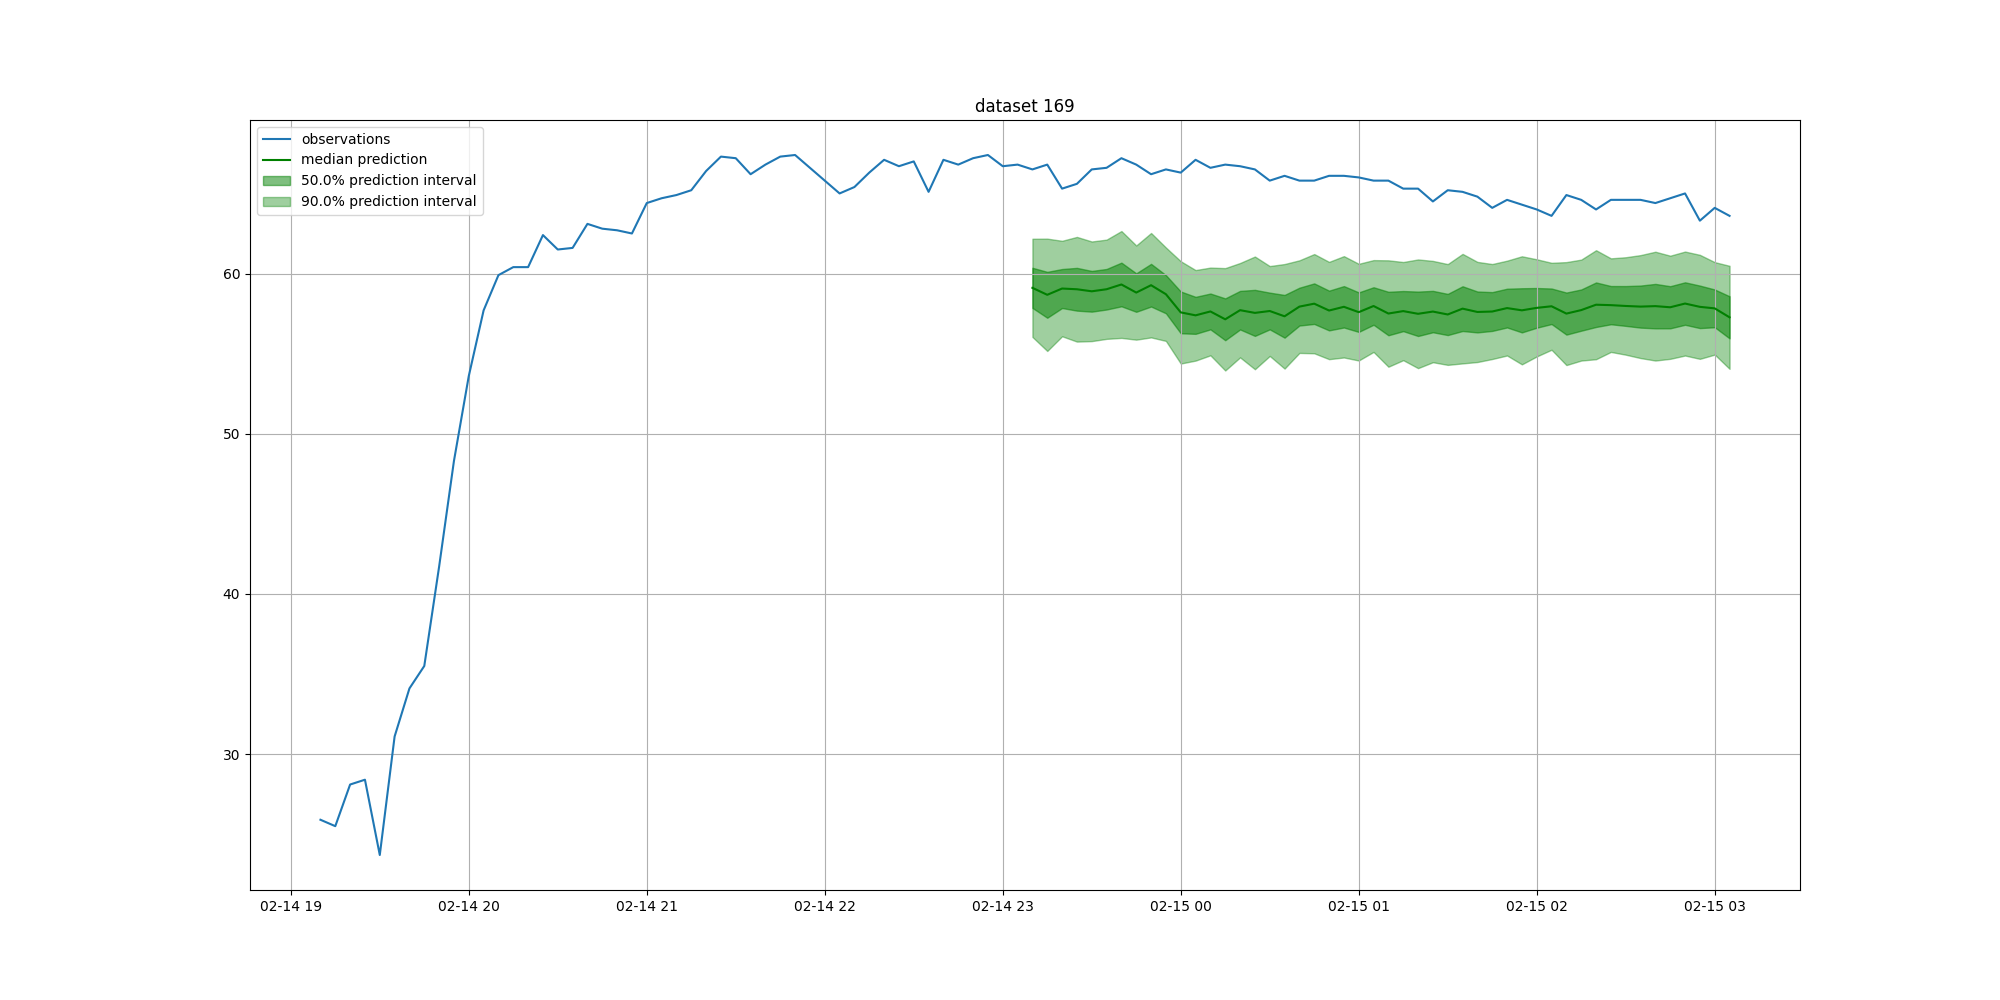 dataset 169
observations
median prediction
50.0% prediction interval
90.0% prediction interval
60
50
40
30
02-14 19
02-14 20
02-14 21
02-14 22
02-14 23
02-15 00
02-15 01
02-15 02
02-15 03